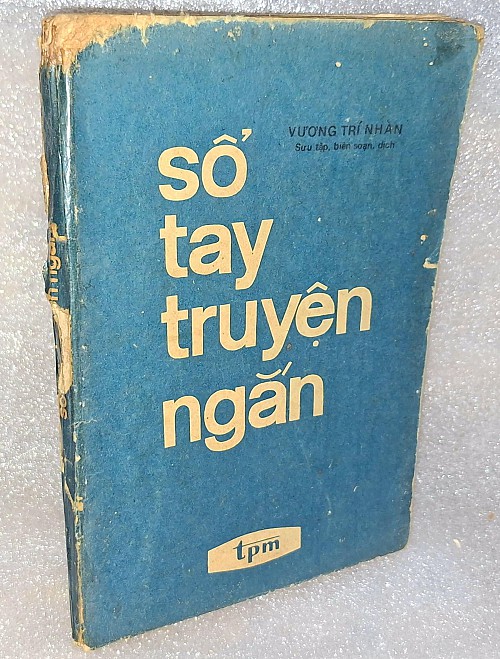 VƯƠNG TRÍ NHÀN
Sưu tập, biên soạn, dịch
sổ
tay
truyện
ngắn
tpm